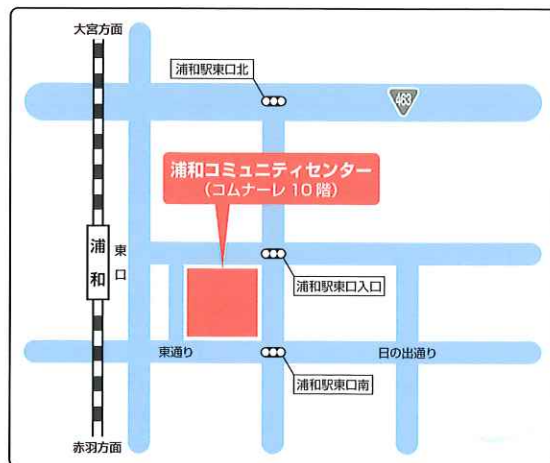 大宮方面
浦和駅東口北
463
浦和コミュニティセンター
(コムナーレ 10 階)
浦和
東口
浦和駅東口入口
東通り
日の出通り
浦和駅東口南
赤羽方面